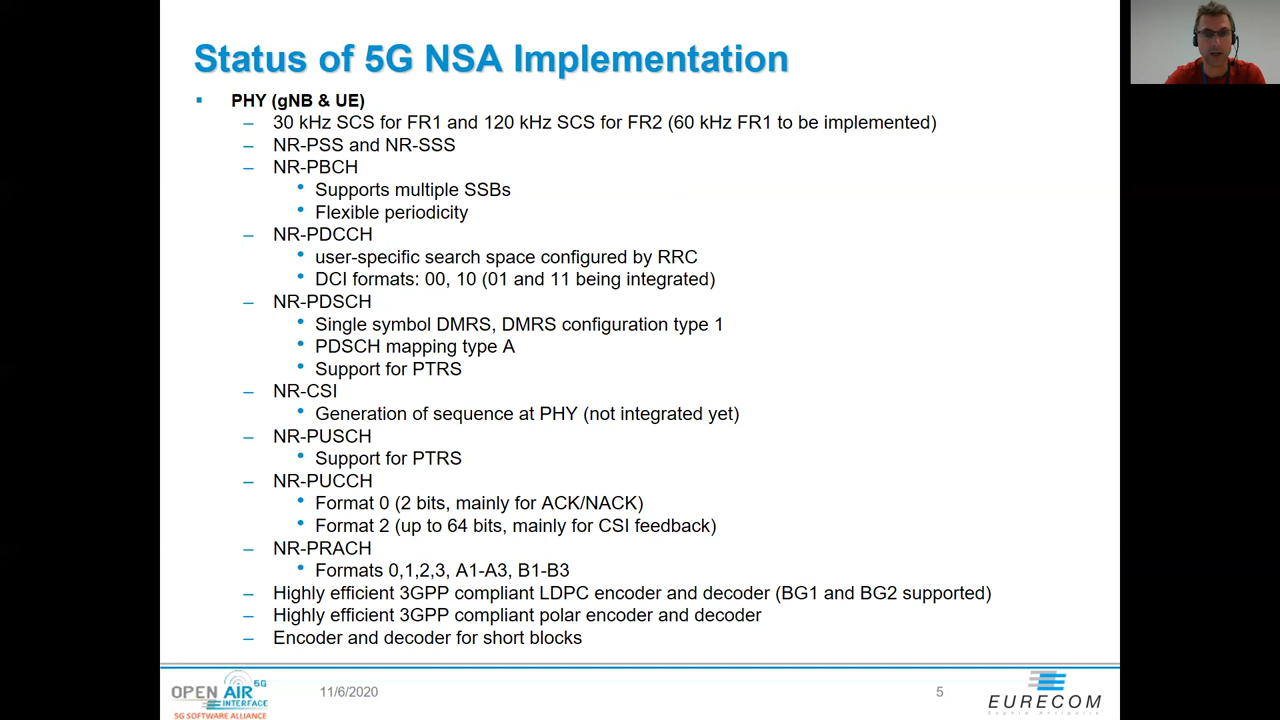 Status of 5G NSA Implementation
▪ PHY (gNB & UE)
– 30 kHz SCS for FR1 and 120 kHz SCS for FR2 (60 kHz FR1 to be implemented)
– NR-PSS and NR-SSS
– NR-PBCH
• Supports multiple SSBs
• Flexible periodicity
– NR-PDCCH
• user-specific search space configured by RRC
• DCI formats: 00, 10 (01 and 11 being integrated)
– NR-PDSCH
• Single symbol DMRS, DMRS configuration type 1
• PDSCH mapping type A
• Support for PTRS
– NR-CSI
• Generation of sequence at PHY (not integrated yet)
– NR-PUSCH
• Support for PTRS
– NR-PUCCH
• Format 0 (2 bits, mainly for ACK/NACK)
• Format 2 (up to 64 bits, mainly for CSI feedback)
– NR-PRACH
• Formats 0,1,2,3, A1-A3, B1-B3
– Highly efficient 3GPP compliant LDPC encoder and decoder (BG1 and BG2 supported)
– Highly efficient 3GPP compliant polar encoder and decoder
– Encoder and decoder for short blocks
OPEN AIR 5G INTERFACE
5G SOFTWARE ALLIANCE
11/6/2020
5
EURECOM
Sophia Antipolis